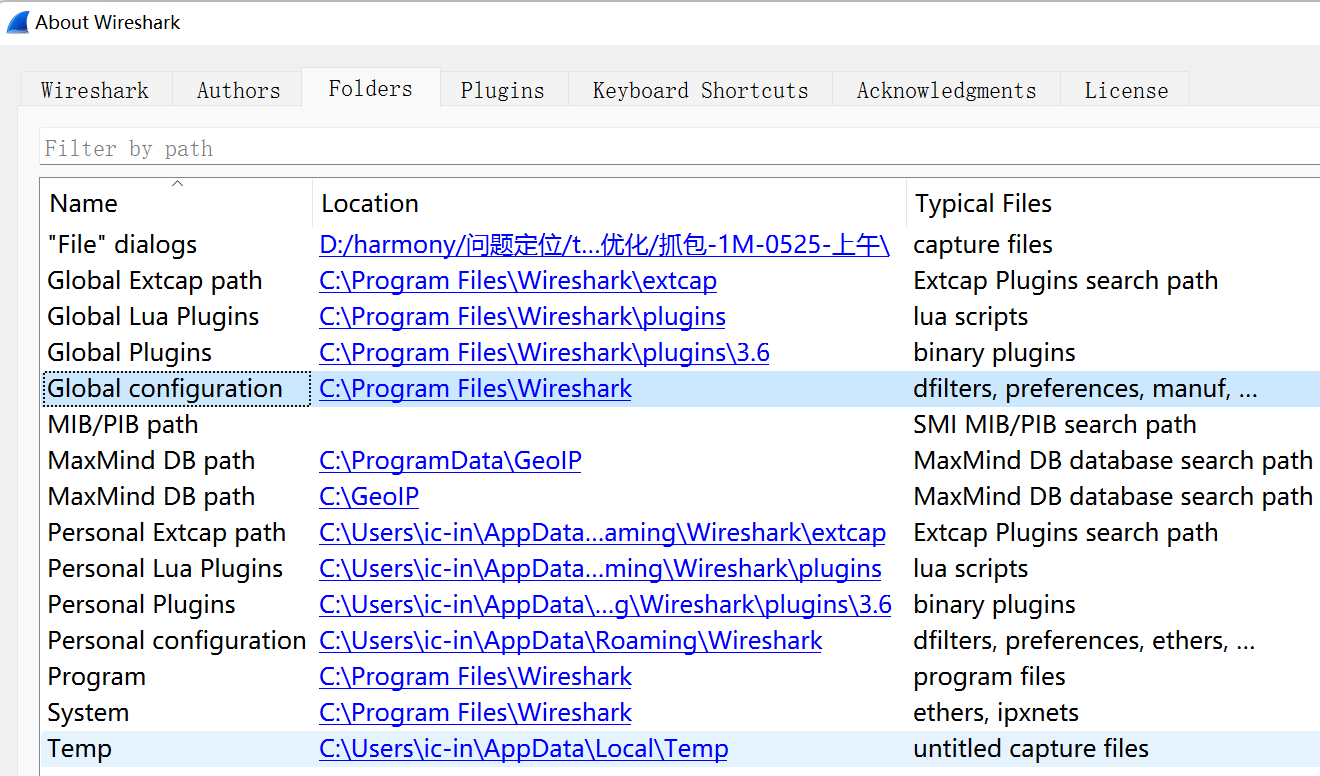 About Wireshark
Wireshark Authors Folders Plugins Keyboard Shortcuts Acknowledgments License
Filter by path
Name Location Typical Files
"File" dialogs D:/harmony/问题定位/t...优化/抓包-1M-0525-上午\ capture files
Global Extcap path C:\Program Files\Wireshark\extcap Extcap Plugins search path
Global Lua Plugins C:\Program Files\Wireshark\plugins lua scripts
Global Plugins C:\Program Files\Wireshark\plugins\3.6 binary plugins
Global configuration C:\Program Files\Wireshark dfilters, preferences, manuf, ...
MIB/PIB path SMI MIB/PIB search path
MaxMind DB path C:\ProgramData\GeoIP MaxMind DB database search path
MaxMind DB path C:\GeoIP MaxMind DB database search path
Personal Extcap path C:\Users\ic-in\AppData...aming\Wireshark\extcap Extcap Plugins search path
Personal Lua Plugins C:\Users\ic-in\AppData...ming\Wireshark\plugins lua scripts
Personal Plugins C:\Users\ic-in\AppData\...g\Wireshark\plugins\3.6 binary plugins
Personal configuration C:\Users\ic-in\AppData\Roaming\Wireshark dfilters, preferences, ethers, ...
Program C:\Program Files\Wireshark program files
System C:\Program Files\Wireshark ethers, ipxnets
Temp C:\Users\ic-in\AppData\Local\Temp untitled capture files